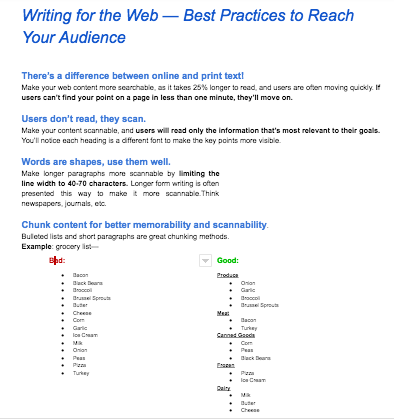 Writing for the Web — Best Practices to Reach
Your Audience
There's a difference between online and print text!
Make your web content more searchable, as it takes 25% longer to read, and users are often moving quickly. If
users can't find your point on a page in less than one minute, they'll move on.
Users don't read, they scan.
Make your content scannable, and users will read only the information that's most relevant to their goals.
You'll notice each heading is a different font to make the key points more visible.
Words are shapes, use them well.
Make longer paragraphs more scannable by limiting the
line width to 40-70 characters. Longer form writing is often
presented this way to make it more scannable.Think
newspapers, journals, etc.
Chunk content for better memorability and scannability.
Bulleted lists and short paragraphs are great chunking methods.
Example: grocery list—
Bad:
• Bacon
• Black Beans
• Broccoli
• Brussel Sprouts
• Butter
• Cheese
• Corn
• Garlic
• Ice Cream
• Milk
• Onion
• Peas
• Pizza
• Turkey
Good:
Produce
• Onion
• Garlic
• Broccoli
• Brussel Sprouts
Meat
• Bacon
• Turkey
Canned Goods
• Corn
• Peas
• Black Beans
Frozen
• Pizza
• Ice Cream
Dairy
• Milk
• Butter
• Cheese